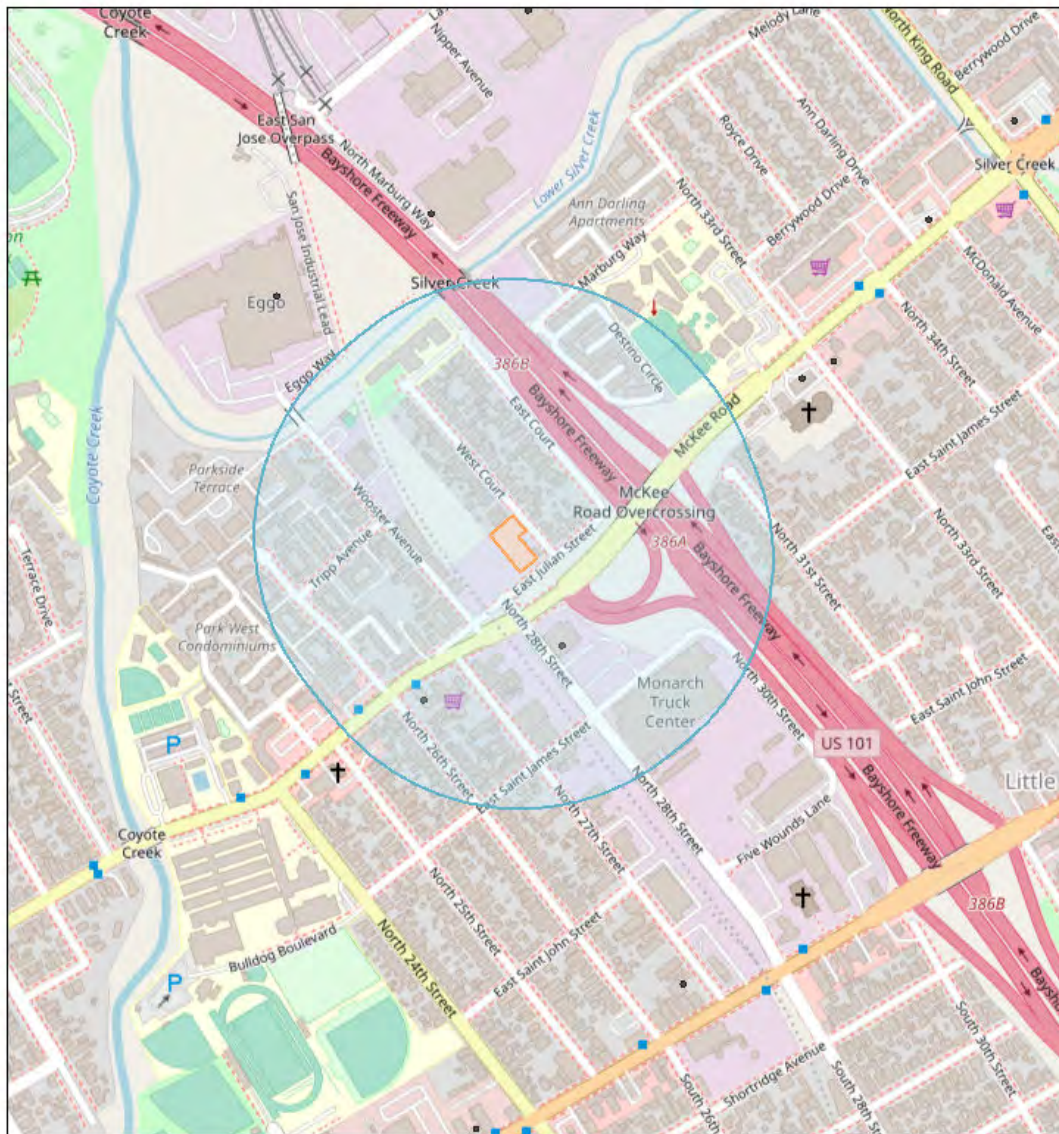 Coyote
Creek
Nipper Avenue
Melody Lane
North King Road
Berrywood Drive
East San
Jose Overpass
North Marburg Way
Bayshore Freeway
Lower Silver Creek
Royce Drive
Ann Darling Drive
Silver Creek
San Jose Industrial Lead
Ann Darling
Apartments
North 33rd Street
Berrywood Drive
Marburg Way
McDonald Avenue
Eggo
Silver Creek
Destino Circle
North 34th Street
Eggo Way
386B
East Court
Bayshore Freeway
McKee Road
East Saint James Street
Coyote Creek
Parkside
Terrace
West Court
McKee
Road Overcrossing
Wooster Avenue
386A
Tripp Avenue
East Julian Street
Bayshore Freeway
North 31st Street
North 33rd Street
Terrace Drive
Park West
Condominiums
North 28th Street
Monarch
Truck
Center
North 30th Street
East Saint John Street
P
North 26th Street
US 101
East Saint James Street
Little
Bayshore Freeway
North 27th Street
North 28th Street
Coyote
Creek
Five Wounds Lane
North 25th Street
386B
Bulldog Boulevard
North 24th Street
East Saint John Street
P
South 30th Street
Shortridge Avenue
South 28th Street
South 26th